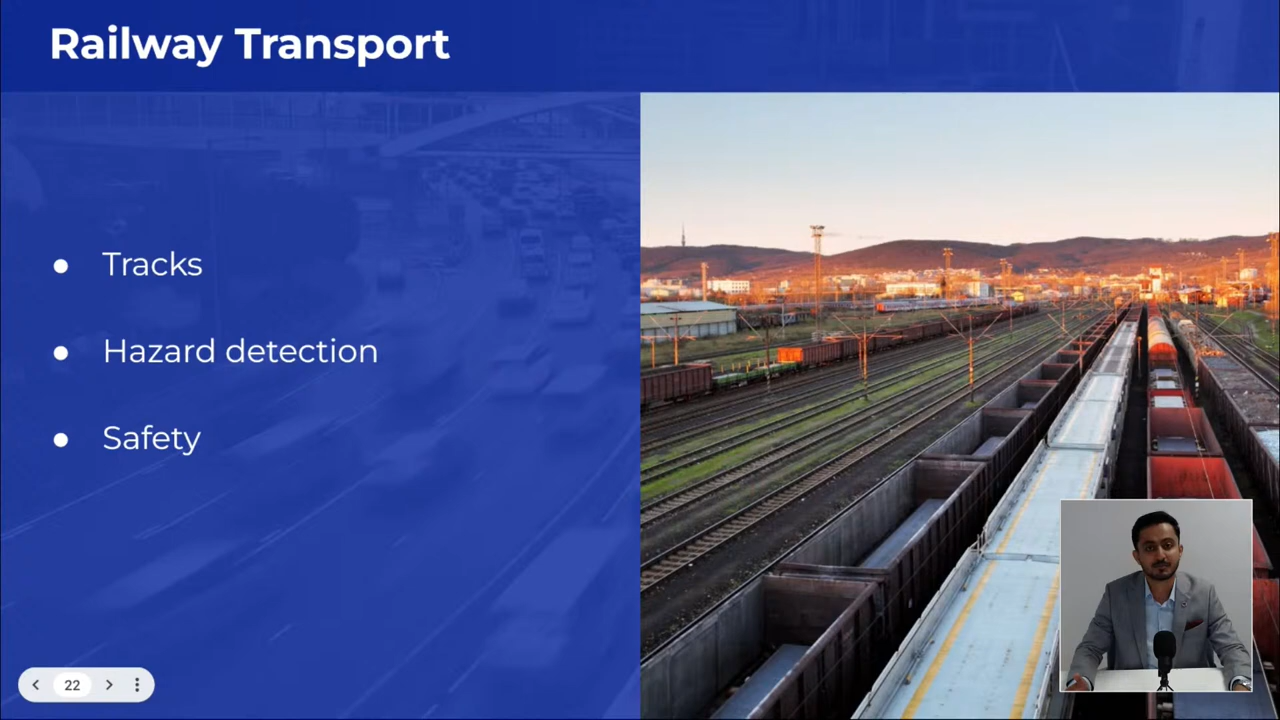 Railway Transport
● Tracks
● Hazard detection
● Safety
22